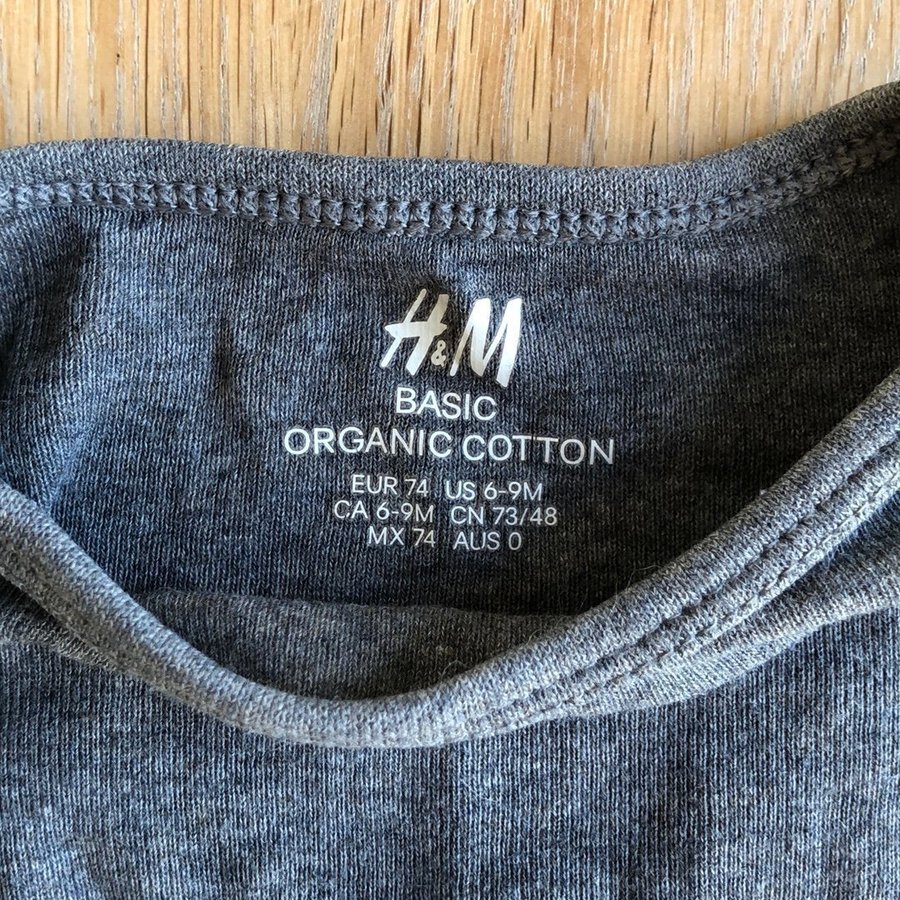 H&M
BASIC
ORGANIC COTTON
EUR 74 US 6-9M
CA 6-9M CN 73/48
MX 74 AUS 0